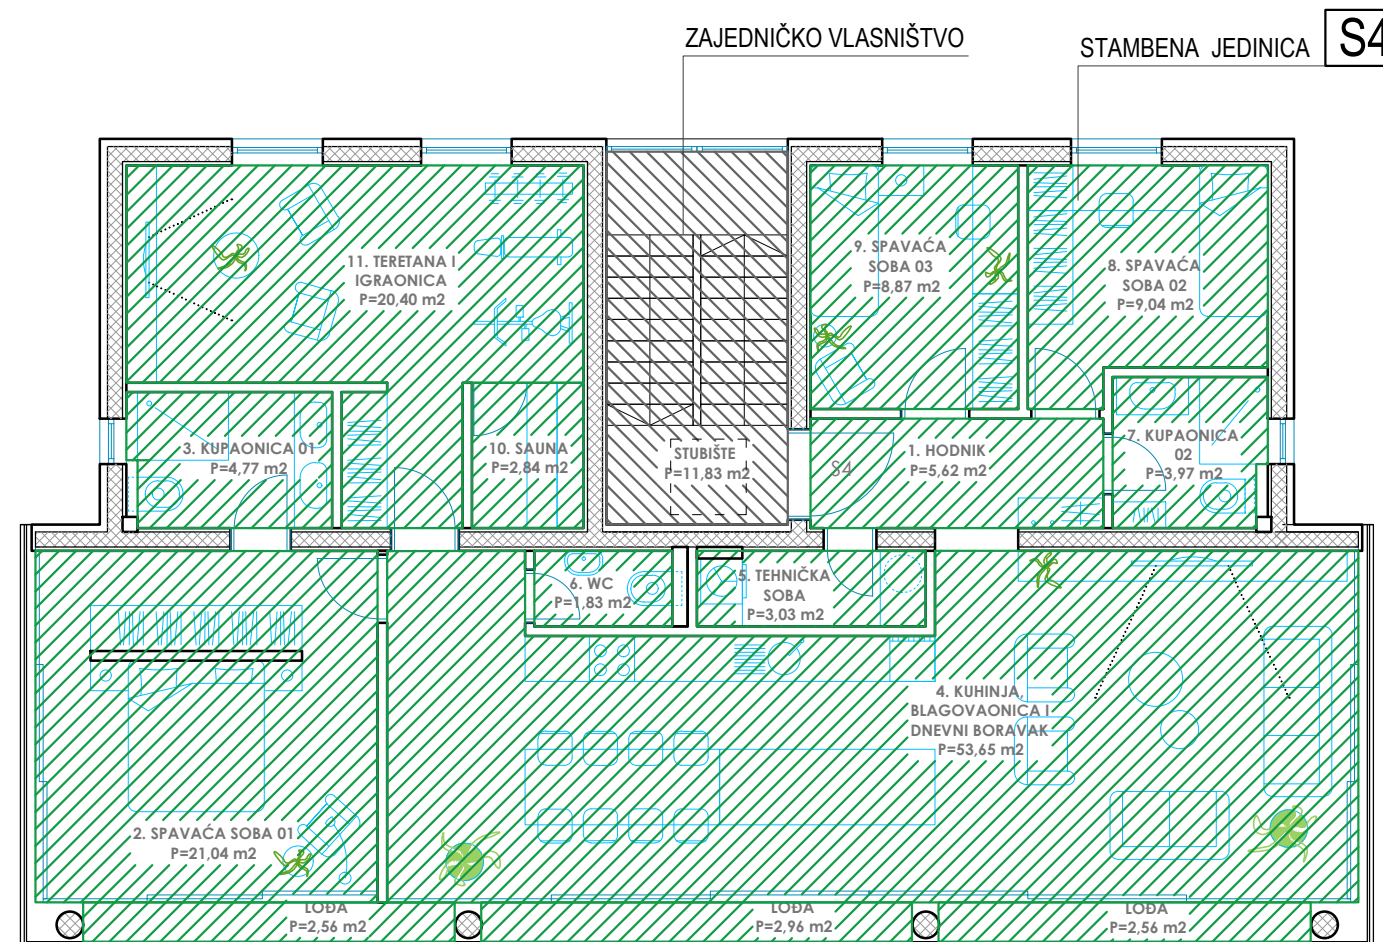 ZAJEDNIČKO VLASNIŠTVO
STAMBENA JEDINICA S4
11. TERETANA I
IGRAONICA
P=20,40 m2
9. SPAVAĆA
SOBA 03
P=8,87 m2
8. SPAVAĆA
SOBA 02
P=9,04 m2
3. KUPAONICA 01
P=4,77 m2
10. SAUNA
P=2,84 m2
STUBIŠTE
P=11,83 m2
S4
1. HODNIK
P=5,62 m2
7. KUPAONICA
02
P=3,97 m2
6. WC
P=1,83 m2
5. TEHNIČKA
SOBA
P=3,03 m2
4. KUHINJA,
BLAGOVAONICA I
DNEVNI BORAVAK
P=53,65 m2
2. SPAVAĆA SOBA 01
P=21,04 m2
LOĐA
P=2,56 m2
LOĐA
P=2,96 m2
LOĐA
P=2,56 m2